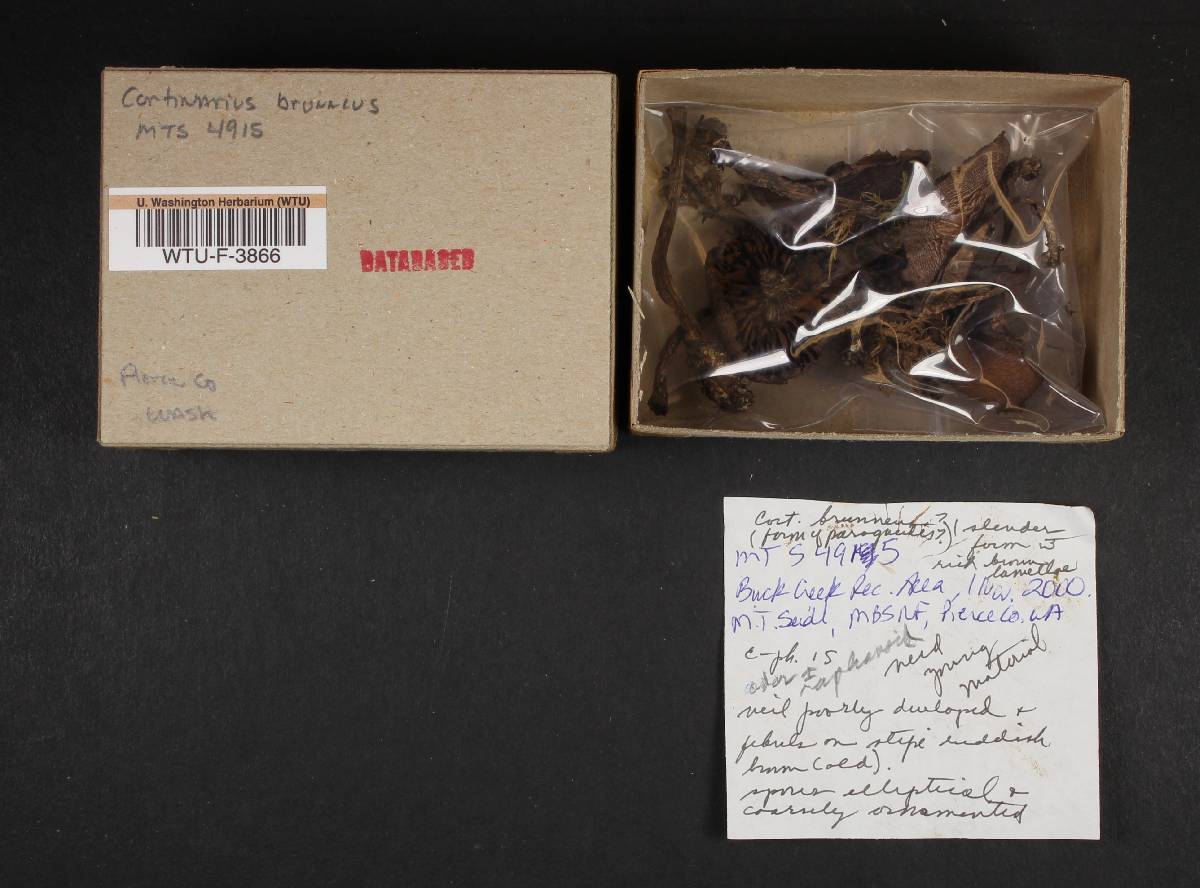 Cortinarius brunneus
MTS 4915
U. Washington Herbarium (WTU)
WTU-F-3866
DATABASED
Pierce Co
WASH
Cort. brunneus?
(form of paragaudis?) (slender
form w
rich brown
lamellae
MTS 4915
Buck Creek Rec. Area, 1 Nov. 2000.
M.T. Seidl, MBSNF, Pierce Co. WA
C-ph. 15
odor ± raphanoid
need
young
material
veil poorly developed +
fibrils on stipe reddish
brown (old).
spores elliptical +
coarsely ornamented